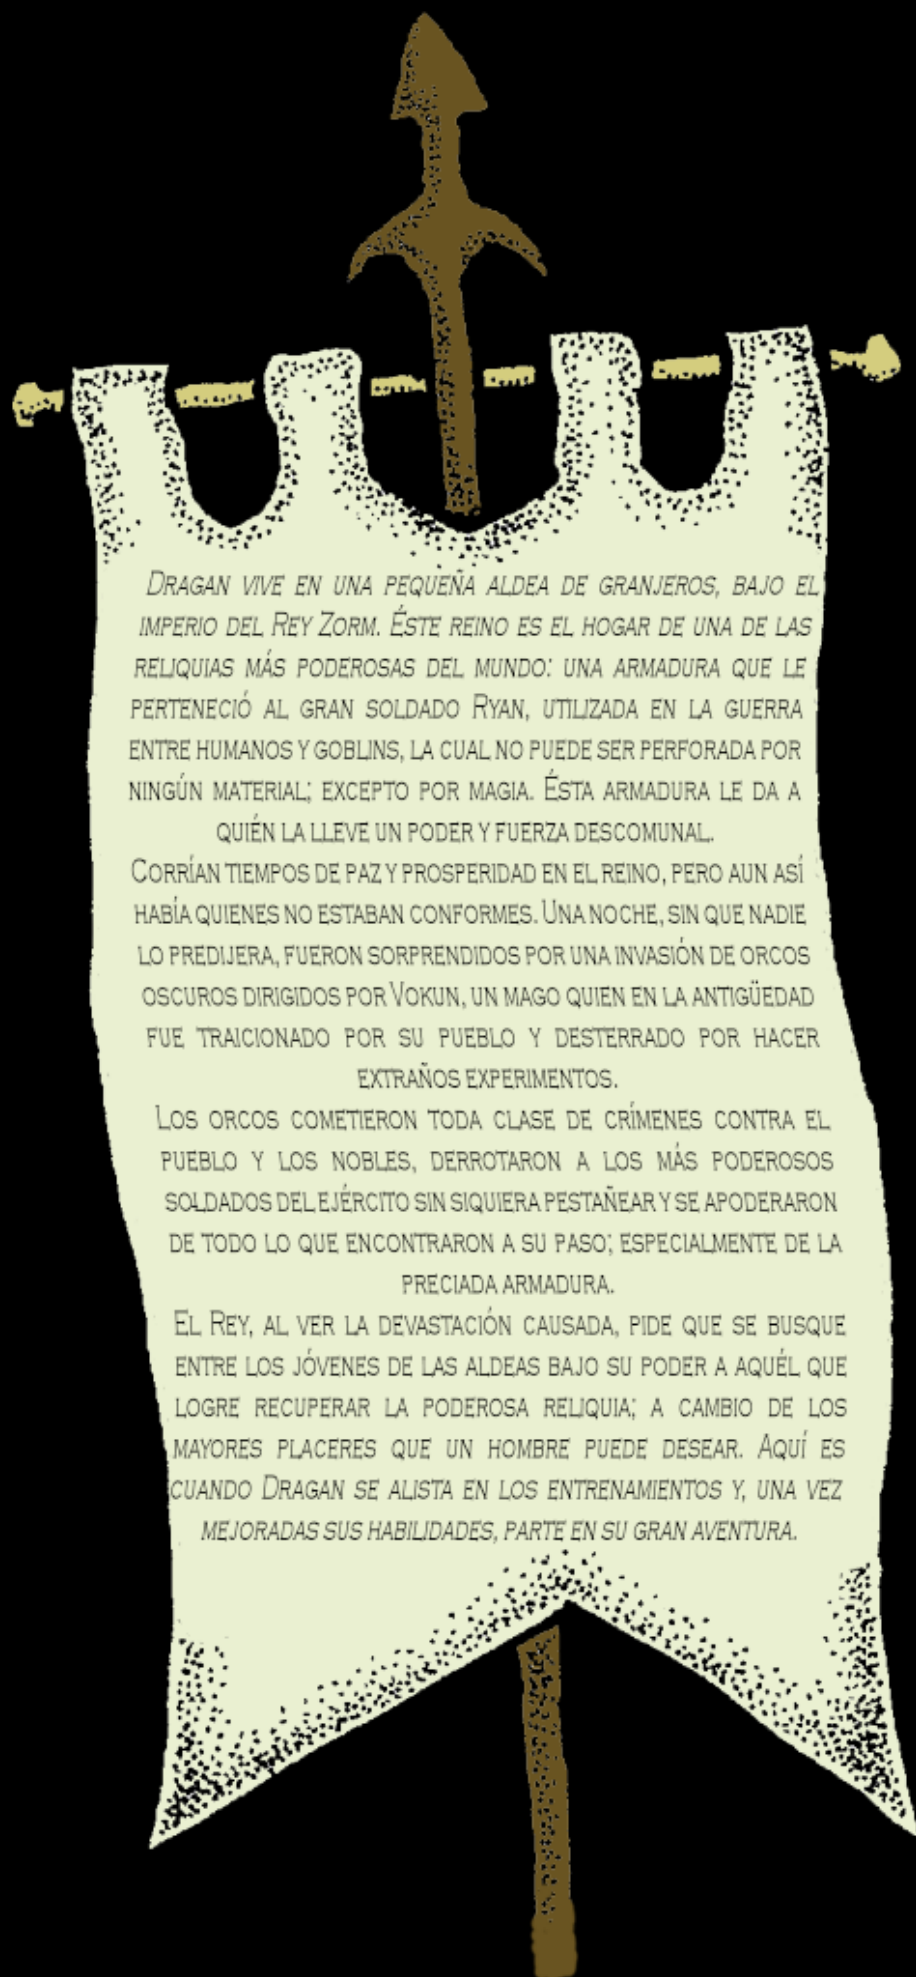 Dragan vive en una pequeña aldea de granjeros, bajo el
imperio del Rey Zorm. Éste reino es el hogar de una de las
reliquias más poderosas del mundo: una armadura que le
perteneció al gran soldado Ryan, utilizada en la guerra
entre humanos y goblins, la cual no puede ser perforada por
ningún material; excepto por magia. Ésta armadura le da a
quién la lleve un poder y fuerza descomunal.
Corrían tiempos de paz y prosperidad en el reino, pero aun así
había quienes no estaban conformes. Una noche, sin que nadie
lo predijera, fueron sorprendidos por una invasión de orcos
oscuros dirigidos por Vokun, un mago quien en la antigüedad
fue traicionado por su pueblo y desterrado por hacer
extraños experimentos.
Los orcos cometieron toda clase de crímenes contra el
pueblo y los nobles, derrotaron a los más poderosos
soldados del ejército sin siquiera pestañear y se apoderaron
de todo lo que encontraron a su paso; especialmente de la
preciada armadura.
El Rey, al ver la devastación causada, pide que se busque
entre los jóvenes de las aldeas bajo su poder a aquél que
logre recuperar la poderosa reliquia; a cambio de los
mayores placeres que un hombre puede desear. Aquí es
cuando Dragan se alista en los entrenamientos y, una vez
mejoradas sus habilidades, parte en su gran aventura.